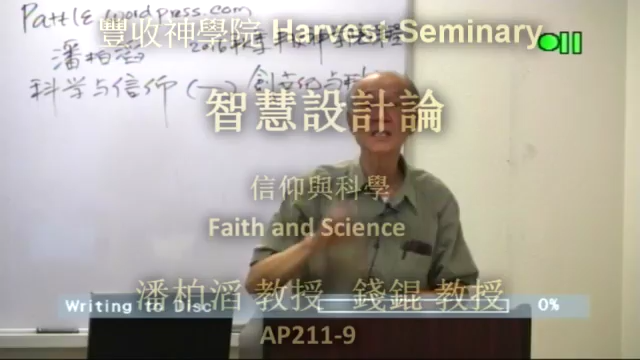 Pattle.wordpress.com
豐收神學院 Harvest Seminary
潘柏滔
科学与信仰 (一)
智慧設計論
信仰與科學
Faith and Science
潘柏滔 教授 錢錕 教授
Writing to Disc 0%
AP211-9